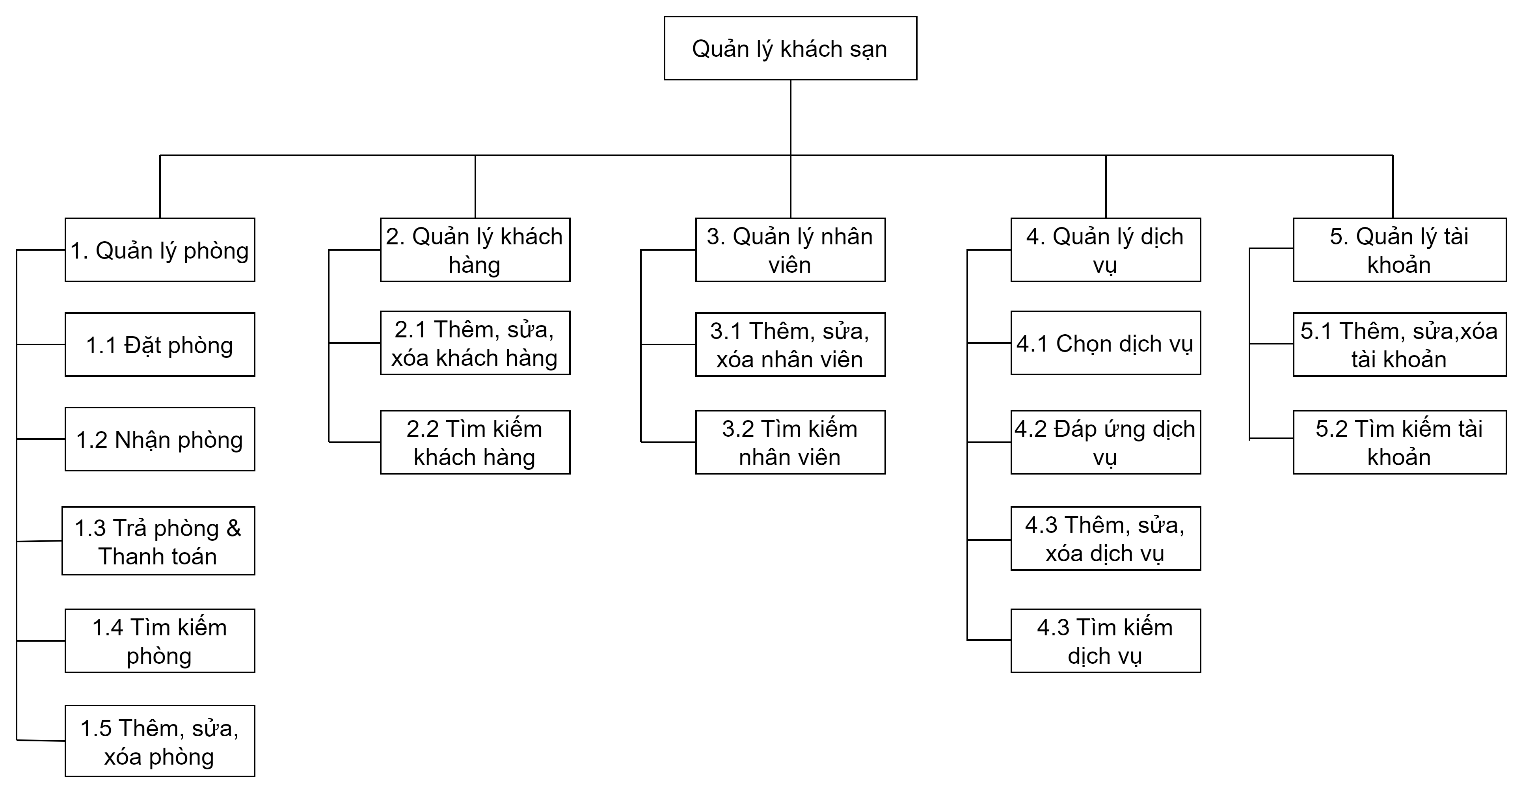 Quản lý khách sạn
1. Quản lý phòng
1.1 Đặt phòng
1.2 Nhận phòng
1.3 Trả phòng &
Thanh toán
1.4 Tìm kiếm
phòng
1.5 Thêm, sửa,
xóa phòng
2. Quản lý khách
hàng
2.1 Thêm, sửa,
xóa khách hàng
2.2 Tìm kiếm
khách hàng
3. Quản lý nhân
viên
3.1 Thêm, sửa,
xóa nhân viên
3.2 Tìm kiếm
nhân viên
4. Quản lý dịch
vụ
4.1 Chọn dịch vụ
4.2 Đáp ứng dịch
vụ
4.3 Thêm, sửa,
xóa dịch vụ
4.3 Tìm kiếm
dịch vụ
5. Quản lý tài
khoản
5.1 Thêm, sửa,xóa
tài khoản
5.2 Tìm kiếm tài
khoản